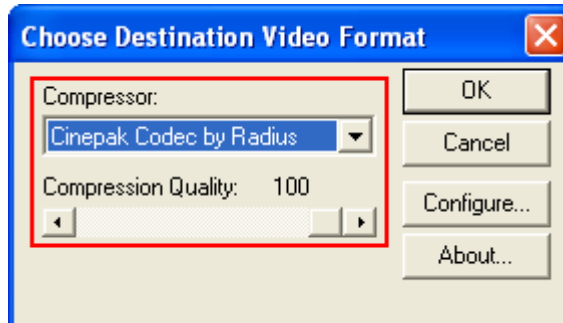 Choose Destination Video Format
Compressor:
Cinepak Codec by Radius
Compression Quality: 100
OK
Cancel
Configure...
About...